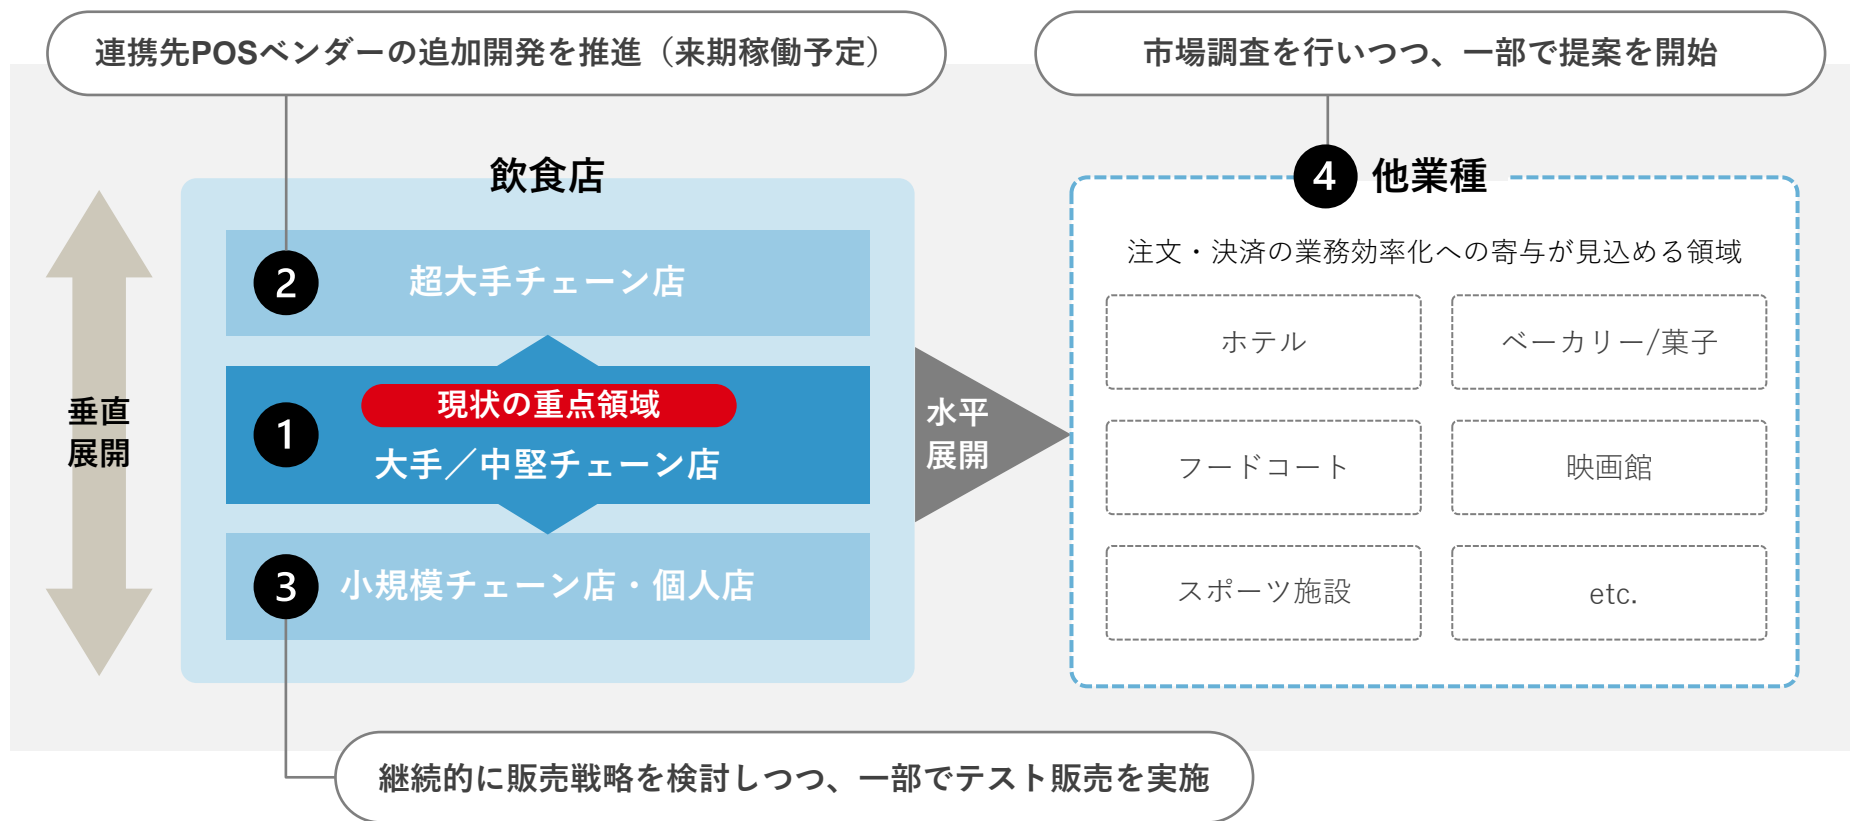 連携先POSベンダーの追加開発を推進（来期稼働予定）
市場調査を行いつつ、一部で提案を開始
飲食店
4 他業種
垂直
展開
2 超大手チェーン店
1 現状の重点領域
大手／中堅チェーン店
3 小規模チェーン店・個人店
水平
展開
注文・決済の業務効率化への寄与が見込める領域
ホテル
ベーカリー/菓子
フードコート
映画館
スポーツ施設
etc.
継続的に販売戦略を検討しつつ、一部でテスト販売を実施